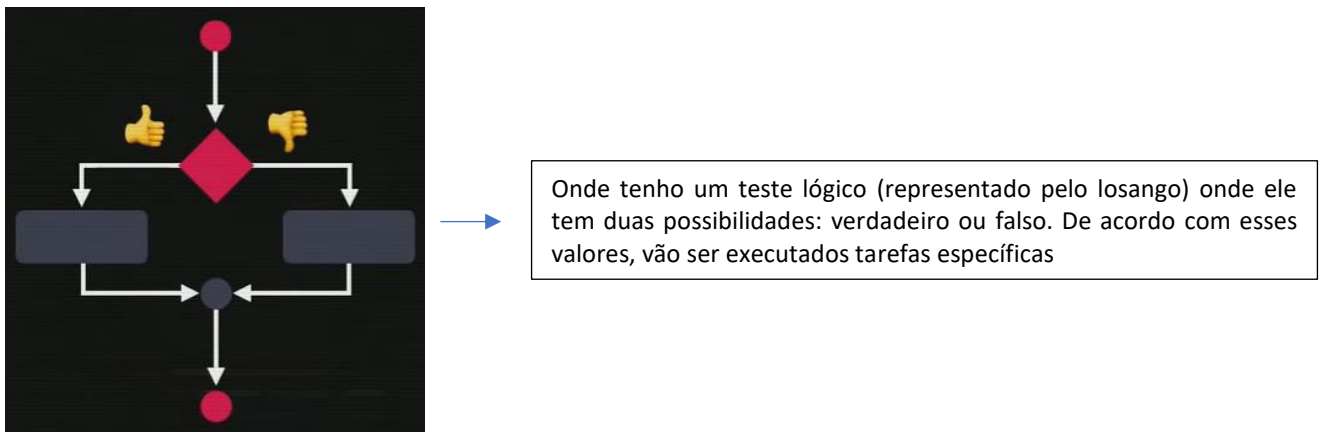 Onde tenho um teste lógico (representado pelo losango) onde ele
tem duas possibilidades: verdadeiro ou falso. De acordo com esses
valores, vão ser executados tarefas específicas